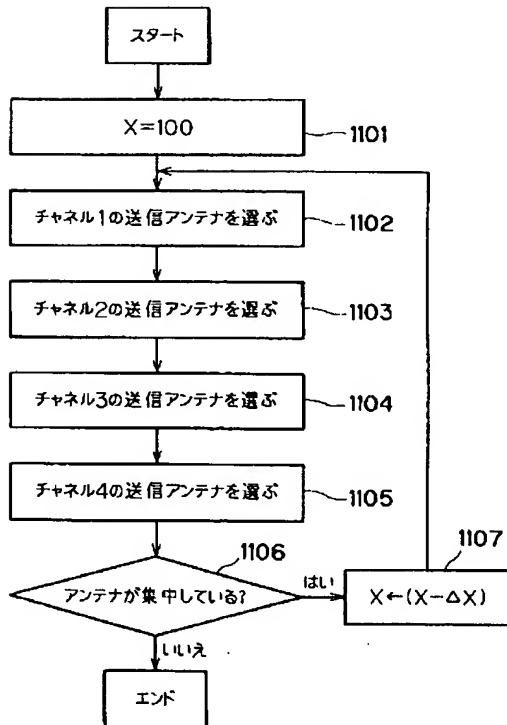 スタート
X=100
1101
チャネル1の送信アンテナを選ぶ
1102
チャネル2の送信アンテナを選ぶ
1103
チャネル3の送信アンテナを選ぶ
1104
チャネル4の送信アンテナを選ぶ
1105
1106
アンテナが集中している?
はい
1107
X←(X-ΔX)
いいえ
エンド